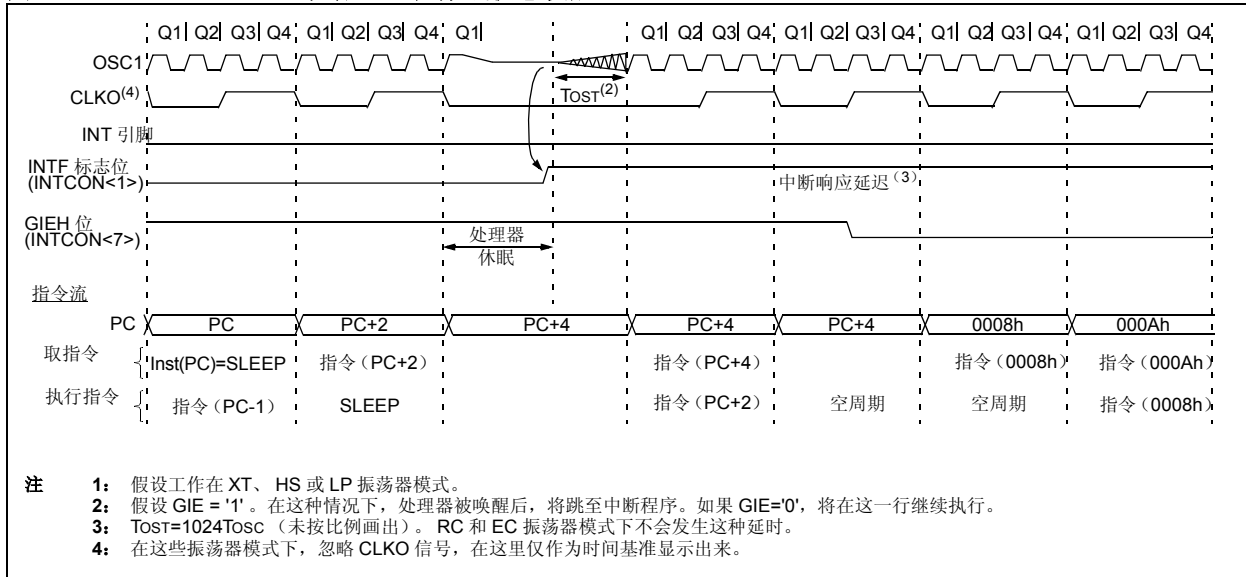 Q1 Q2 Q3 Q4 Q1 Q2 Q3 Q4 Q1 Q1 Q2 Q3 Q4 Q1 Q2 Q3 Q4 Q1 Q2 Q3 Q4 Q1 Q2 Q3 Q4
OSC1
CLKO(4)
TOST(2)
INT 引脚
INTF 标志位
(INTCON<1>)
中断响应延迟(3)
GIEH 位
(INTCON<7>)
处理器
休眠
指令流
PC PC PC+2 PC+4 PC+4 PC+4 0008h 000Ah
取指令 Inst(PC)=SLEEP 指令(PC+2) 指令(PC+4) 指令(0008h) 指令(000Ah)
执行指令 指令(PC-1) SLEEP 指令(PC+2) 空周期 空周期 指令(0008h)
注 1: 假设工作在 XT、 HS 或 LP 振荡器模式。
2: 假设 GIE = '1' 。在这种情况下,处理器被唤醒后,将跳至中断程序。如果 GIE='0',将在这一行继续执行。
3: TOST=1024TOSC (未按比例画出)。 RC 和 EC 振荡器模式下不会发生这种延时。
4: 在这些振荡器模式下,忽略 CLKO 信号,在这里仅作为时间基准显示出来。